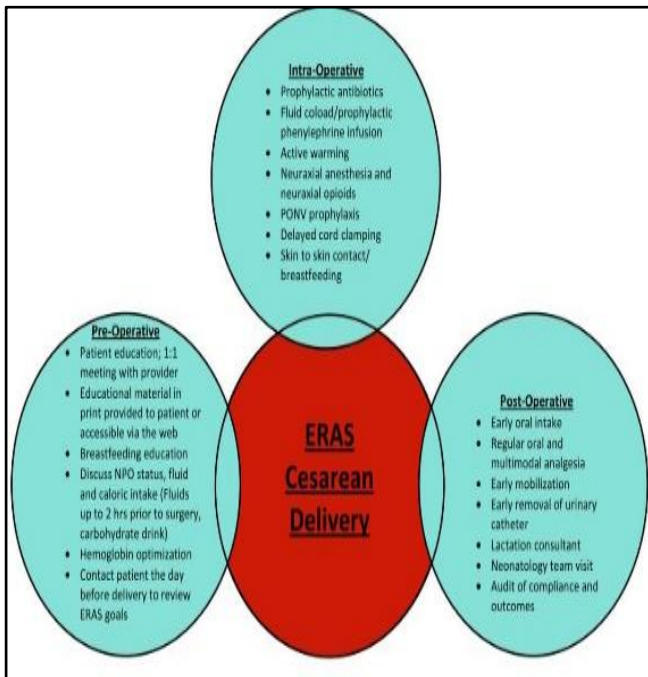 Intra-Operative
Prophylactic antibiotics
Fluid coload/prophylactic
phenylephrine infusion
Active warming
Neuraxial anesthesia and
neuraxial opioids
PONV prophylaxis
Delayed cord clamping
Skin to skin contact/
breastfeeding
Pre-Operative
Patient education; 1:1
meeting with provider
Educational material in
print provided to patient or
accessible via the web
Breastfeeding education
Discuss NPO status, fluid
and caloric intake (Fluids
up to 2 hrs prior to surgery,
carbohydrate drink)
Hemoglobin optimization
Contact patient the day
before delivery to review
ERAS goals
ERAS
Cesarean
Delivery
Post-Operative
Early oral intake
Regular oral and
multimodal analgesia
Early mobilization
Early removal of urinary
catheter
Lactation consultant
Neonatology team visit
Audit of compliance and
outcomes